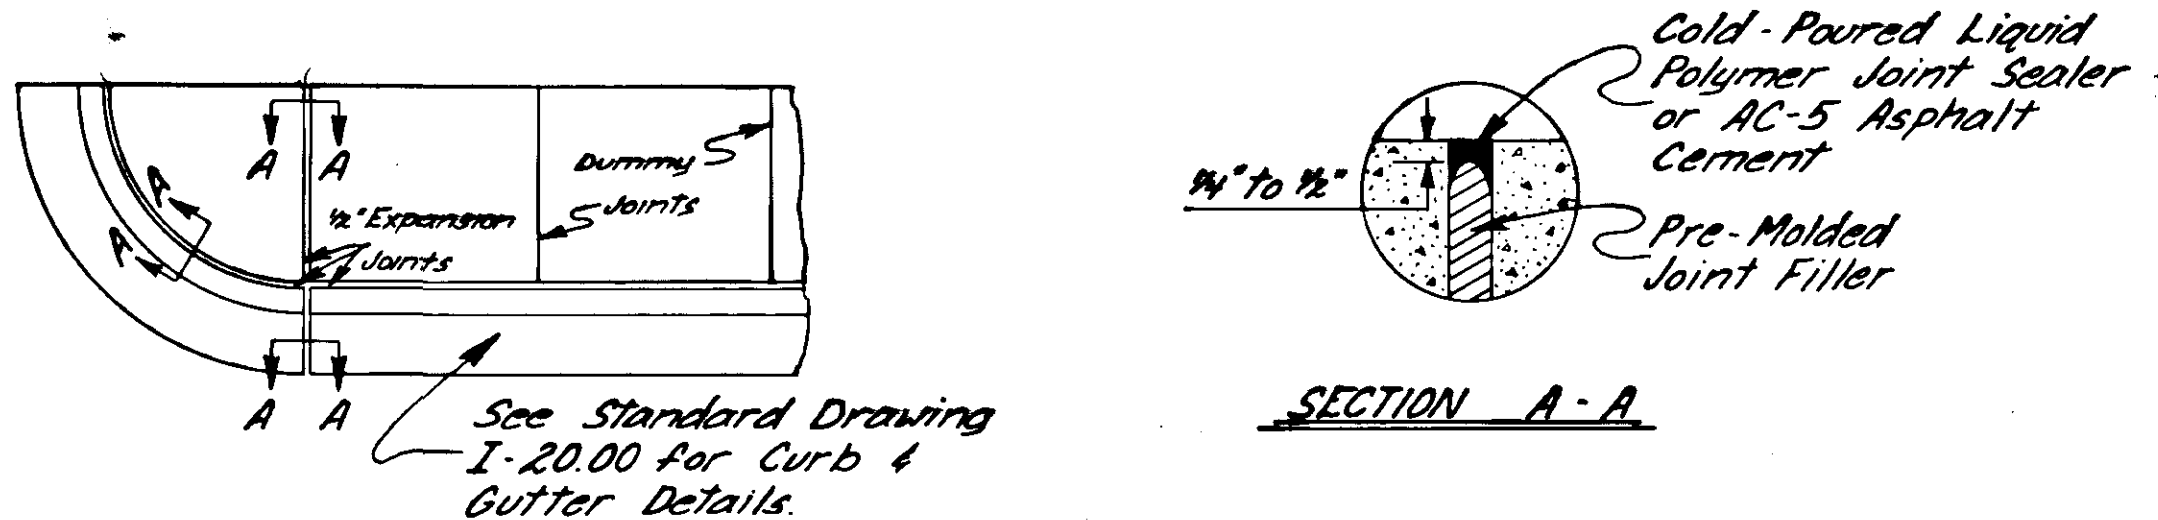 A A
A
A
Dummy
Joints
1/2" Expansion
Joints
A A
See Standard Drawing
I-20.00 for Curb &
Gutter Details.
Cold-Poured Liquid
Polymer Joint Sealer
or AC-5 Asphalt
Cement
1/4" to 1/2"
Pre-Molded
Joint Filler
SECTION A-A